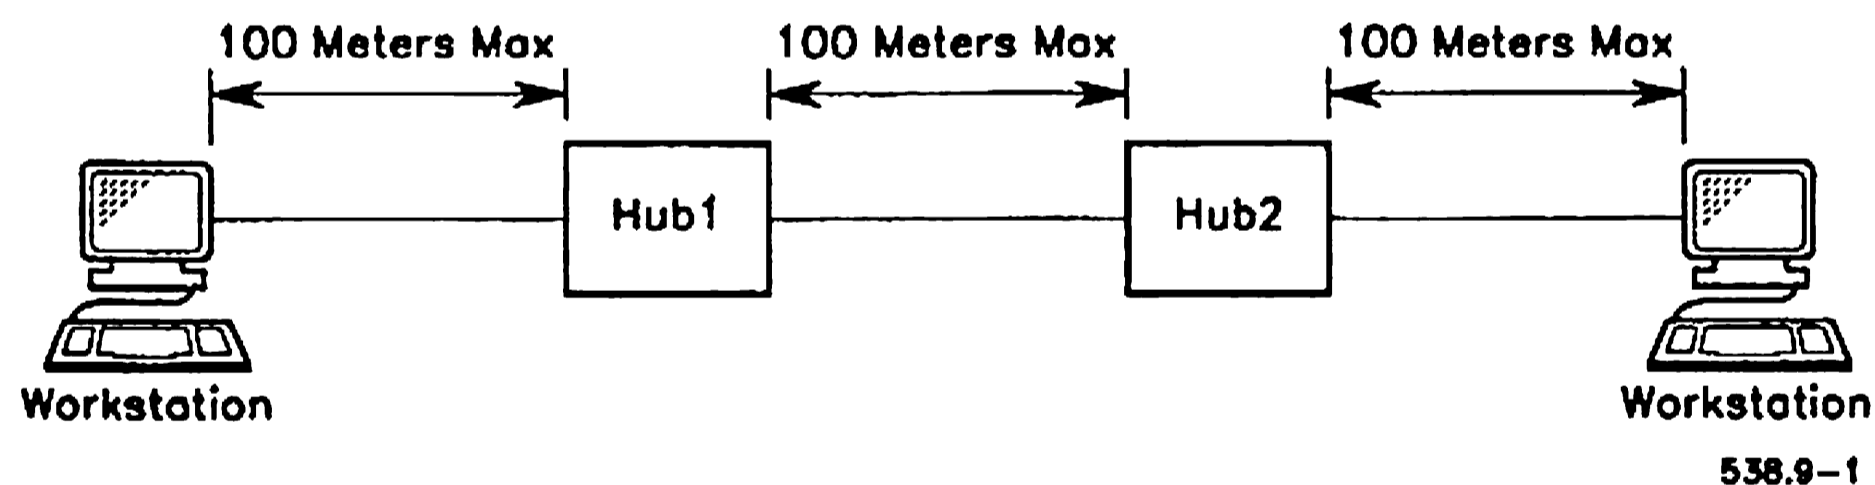 100 Meters Max 100 Meters Max 100 Meters Max
Hub1 Hub2
Workstation Workstation
538.9-1